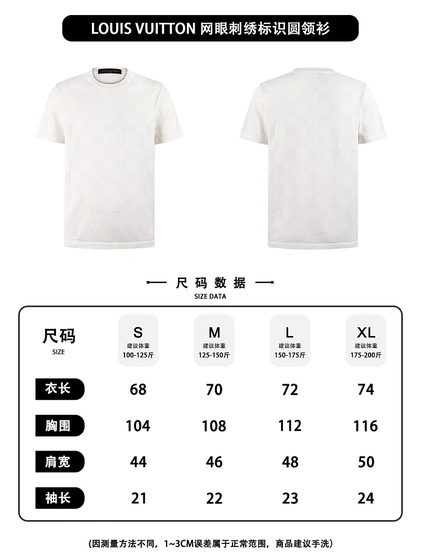 LOUIS VUITTON 网眼刺绣标识圆领衫
尺码数据
SIZE DATA
尺码
SIZE
S
建议体重
100-125斤
M
建议体重
125-150斤
L
建议体重
150-175斤
XL
建议体重
175-200斤
衣长 68 70 72 74
胸围 104 108 112 116
肩宽 44 46 48 50
袖长 21 22 23 24
(因测量方法不同，1~3CM误差属于正常范围，商品建议手洗)